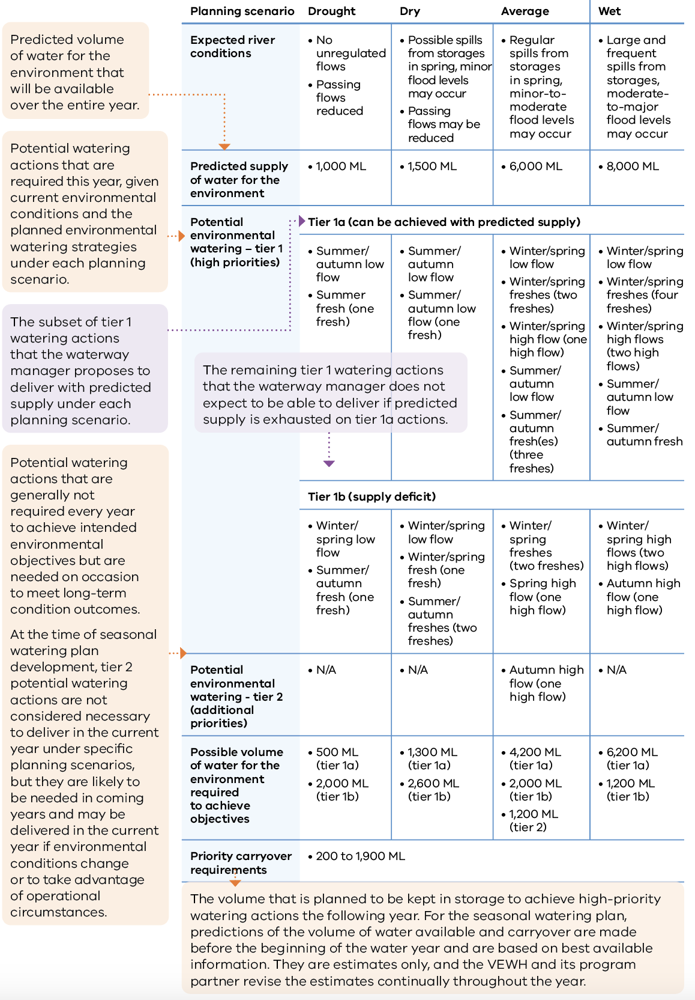 Planning scenario
Drought
Dry
Average
Wet
Predicted volume
of water for the
environment that
will be available
over the entire year.
Expected river
conditions
• No
unregulated
flows
• Passing
flows
reduced
• Possible spills
from storages
in spring, minor
flood levels
may occur
• Passing
flows may be
reduced
• Regular
spills from
storages
in spring,
minor-to-
moderate
flood levels
may occur
• Large and
frequent
spills from
storages,
moderate-
to-major
flood levels
may occur
Predicted supply
of water for the
environment
• 1,000 ML
• 1,500 ML
• 6,000 ML
• 8,000 ML
Potential watering
actions that are
required this year, given
current environmental
conditions and the
planned environmental
watering strategies
under each planning
scenario.
Potential
environmental
watering – tier 1
(high priorities)
Tier 1a (can be achieved with predicted supply)
• Summer/
autumn low
flow
• Summer
fresh (one
fresh)
• Summer/
autumn
low flow
• Summer/
autumn low
flow (one
fresh)
• Winter/spring
low flow
• Winter/spring
freshes (two
freshes)
• Winter/spring
high flow (one
high flow)
• Summer/
autumn
low flow
• Summer/
autumn
fresh(es)
(three
freshes)
• Winter/spring
low flow
• Winter/spring
freshes (four
freshes)
• Winter/spring
high flows
(two high
flows)
• Summer/
autumn low
flow
• Summer/
autumn fresh
The subset of tier 1
watering actions
that the waterway
manager proposes to
deliver with predicted
supply under each
planning scenario.
The remaining tier 1 watering actions
that the waterway manager does not
expect to be able to deliver if predicted
supply is exhausted on tier 1a actions.
Tier 1b (supply deficit)
• Winter/
spring low
flow
• Summer/
autumn
fresh (one
fresh)
• Winter/spring
low flow
• Winter/spring
fresh (one
fresh)
• Summer/
autumn
freshes (two
freshes)
• Winter/
spring
freshes
(two freshes)
• Spring high
flow (one
high flow)
• Winter/
spring high
flows (two
high flows)
• Autumn high
flow (one
high flow)
Potential watering
actions that are
generally not
required every year
to achieve intended
environmental
objectives but are
needed on occasion
to meet long-term
condition outcomes.
At the time of seasonal
watering plan
development, tier 2
potential watering
actions are not
considered necessary
to deliver in the current
year under specific
planning scenarios,
but they are likely to
be needed in coming
years and may be
delivered in the current
year if environmental
conditions change
or to take advantage
of operational
circumstances.
Potential
environmental
watering - tier 2
(additional
priorities)
• N/A
• N/A
• Autumn high
flow (one
high flow)
• N/A
Possible volume
of water for the
environment
required
to achieve
objectives
• 500 ML
(tier 1a)
• 2,000 ML
(tier 1b)
• 1,300 ML
(tier 1a)
• 2,600 ML
(tier 1b)
• 4,200 ML
(tier 1a)
• 2,000 ML
(tier 1b)
• 1,200 ML
(tier 2)
• 6,200 ML
(tier 1a)
• 1,200 ML
(tier 1b)
Priority carryover
requirements
• 200 to 1,900 ML
The volume that is planned to be kept in storage to achieve high-priority
watering actions the following year. For the seasonal watering plan,
predictions of the volume of water available and carryover are made
before the beginning of the water year and are based on best available
information. They are estimates only, and the VEWH and its program
partner revise the estimates continually throughout the year.